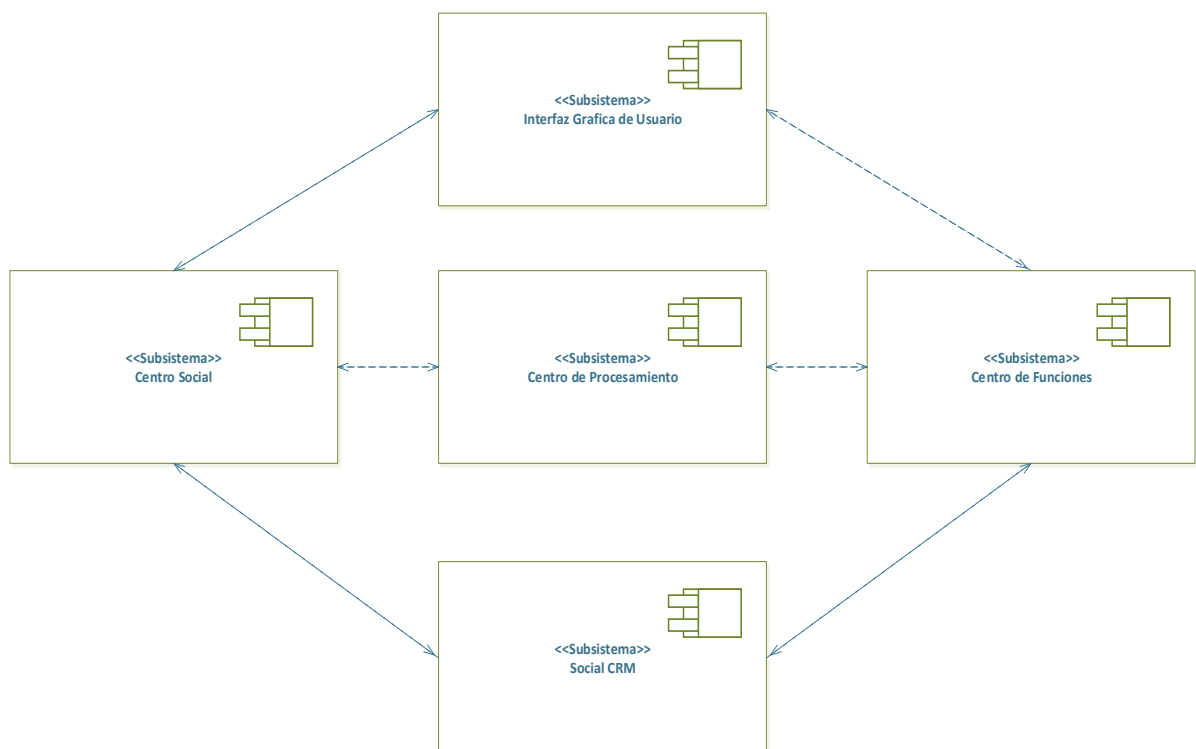 <<Subsistema>>
Interfaz Grafica de Usuario
<<Subsistema>>
Centro Social
<<Subsistema>>
Centro de Procesamiento
<<Subsistema>>
Centro de Funciones
<<Subsistema>>
Social CRM